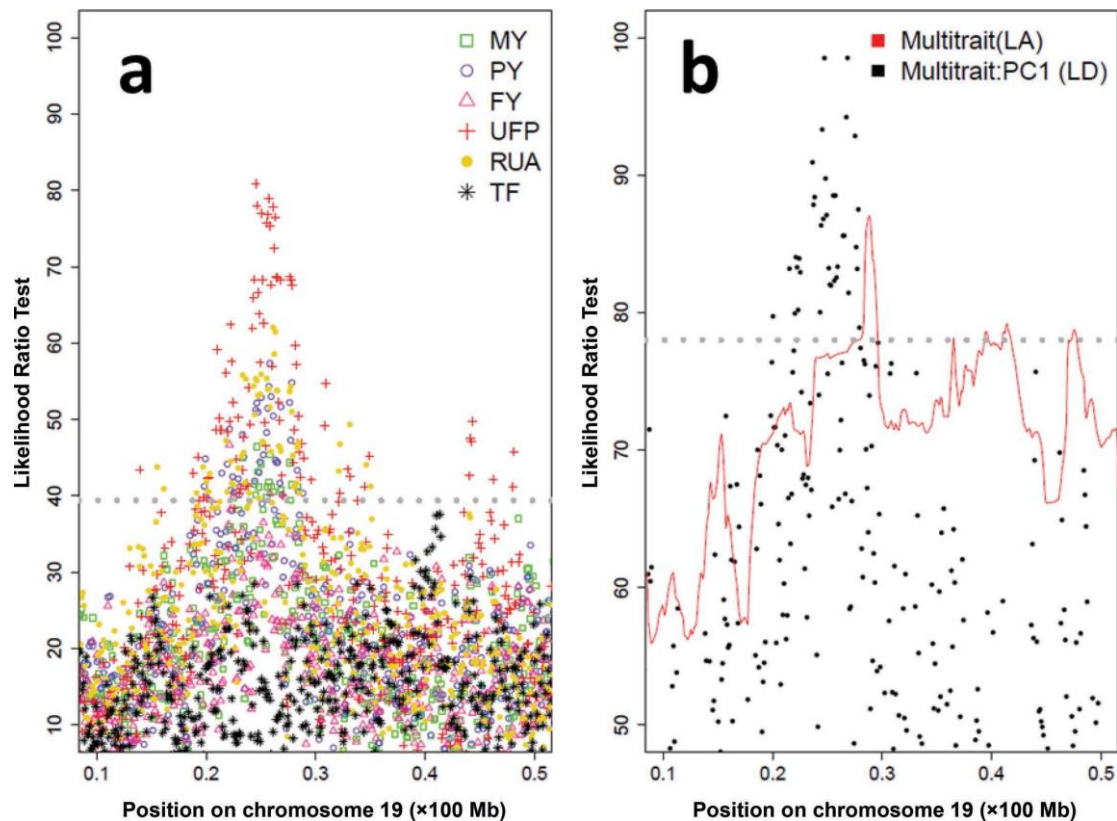 a
MY
PY
FY
UFP
RUA
TF
100
90
80
70
60
50
40
30
20
10
Likelihood Ratio Test
0.1 0.2 0.3 0.4 0.5
Position on chromosome 19 (×100 Mb)
b
Multitrait(LA)
Multitrait:PC1 (LD)
100
90
80
70
60
50
Likelihood Ratio Test
0.1 0.2 0.3 0.4 0.5
Position on chromosome 19 (×100 Mb)